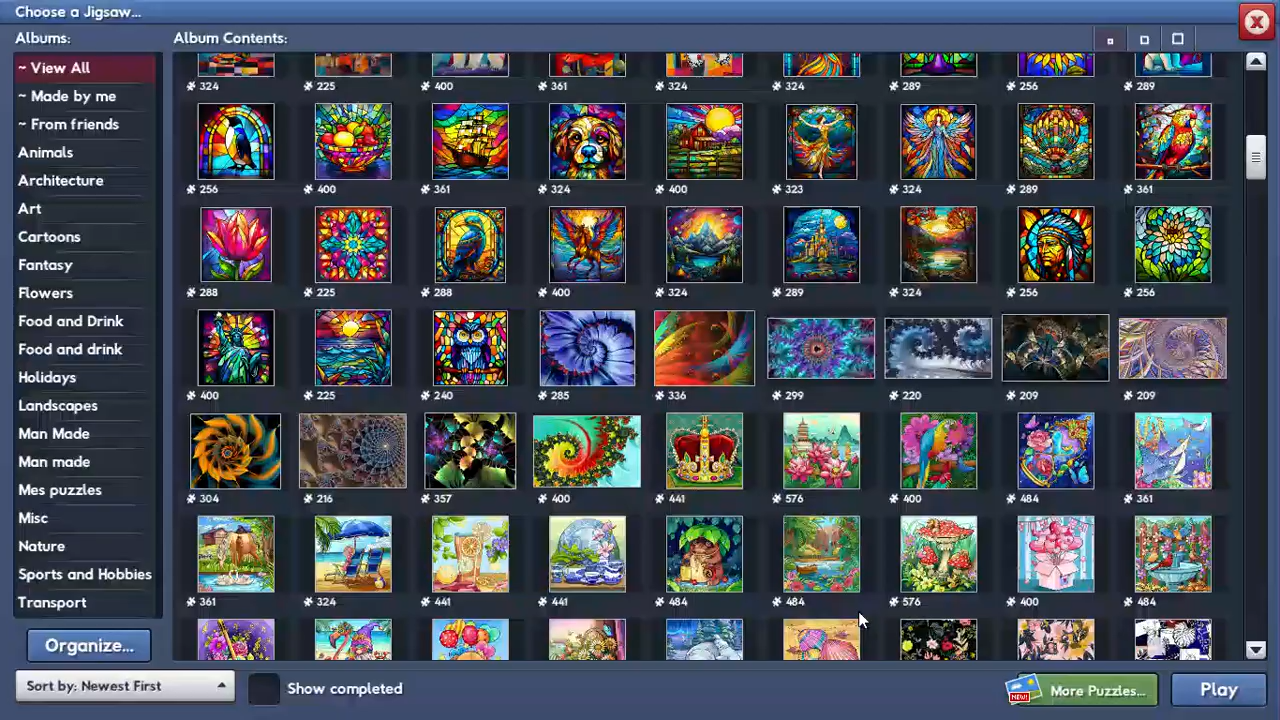 Choose a Jigsaw...
Albums:
Album Contents:
~ View All
~ Made by me
~ From friends
Animals
Architecture
Art
Cartoons
Fantasy
Flowers
Food and Drink
Food and drink
Holidays
Landscapes
Man Made
Man made
Mes puzzles
Misc
Nature
Sports and Hobbies
Transport
324 225 400 361 324 324 289 256 289
256 400 361 324 400 323 324 289 361
288 225 288 400 324 289 324 256 256
400 225 240 285 336 299 220 209 209
304 216 357 400 441 576 400 484 361
361 324 441 441 484 484 576 400 484
Organize...
Sort by: Newest First
Show completed
NEW!
More Puzzles...
Play